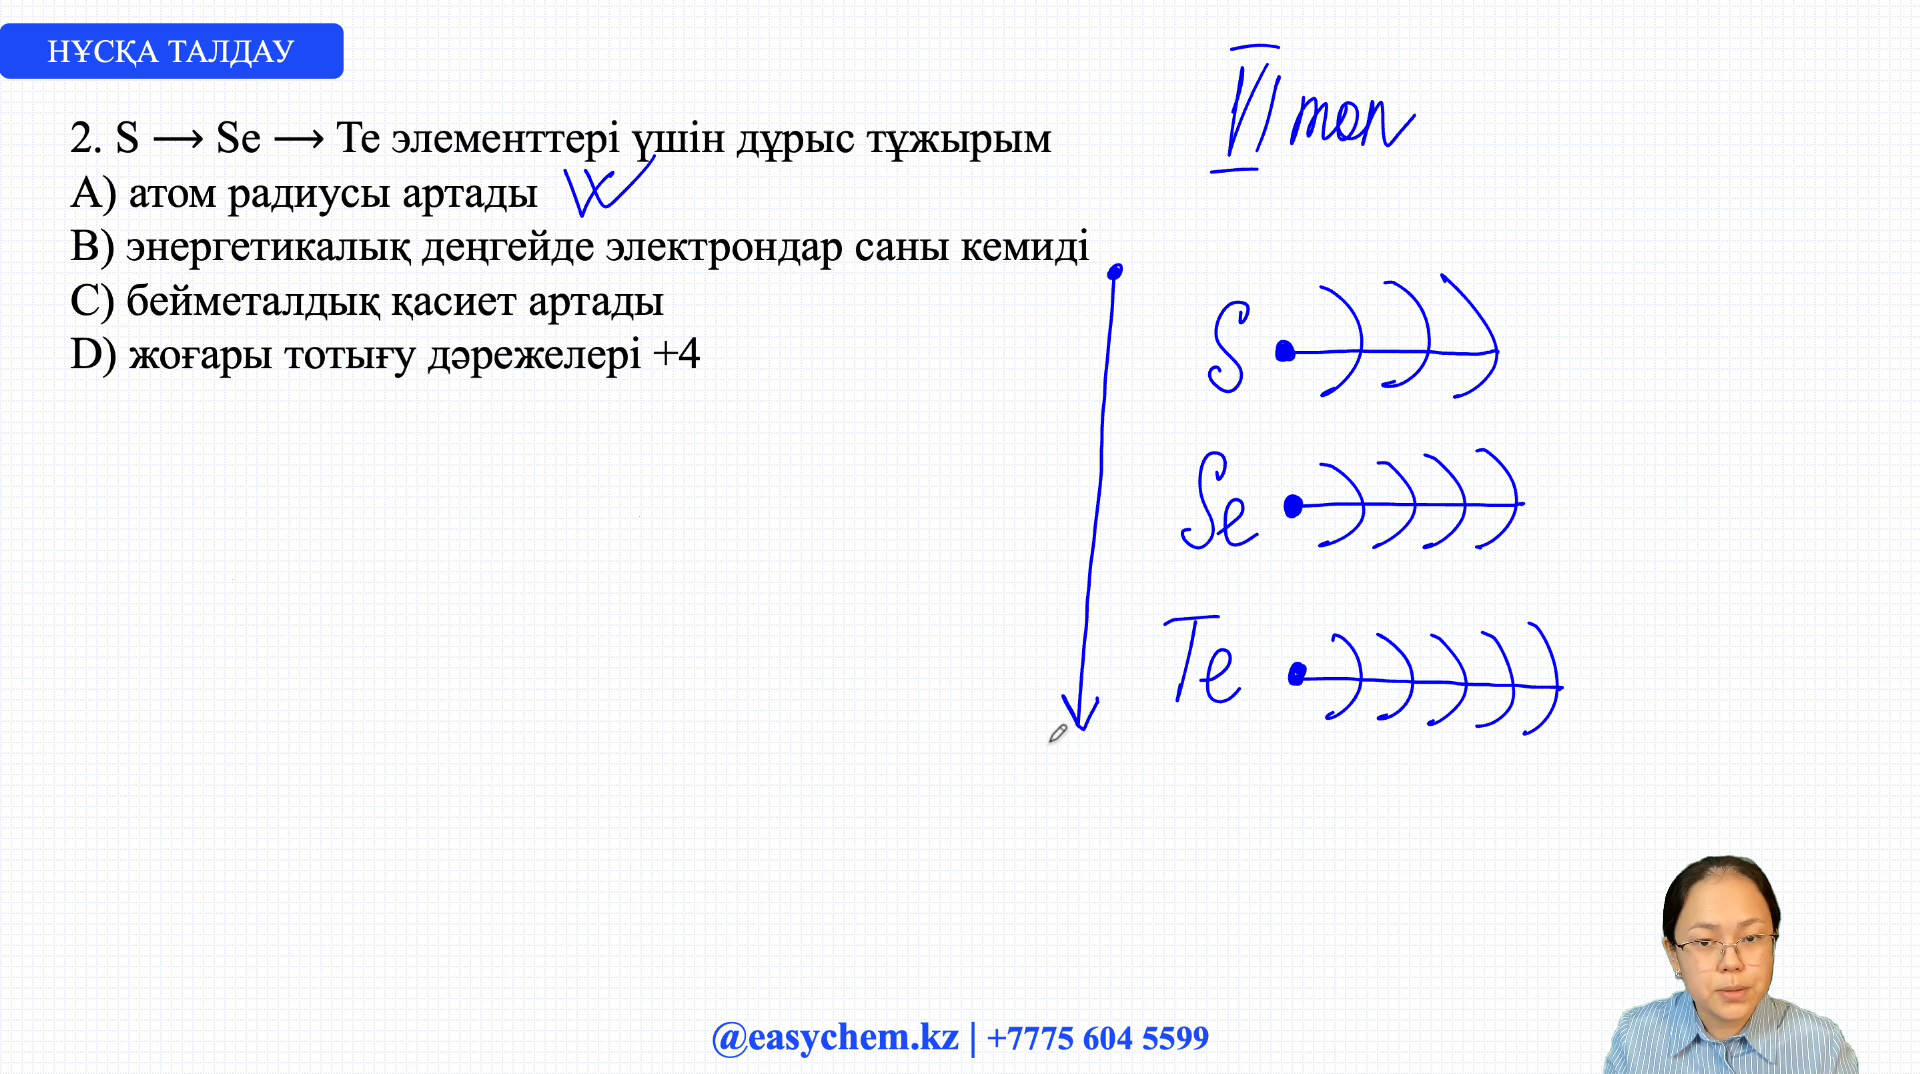 НҰСҚА ТАЛДАУ
2. S ⟶ Se ⟶ Te элементтері үшін дұрыс тұжырым
A) атом радиусы артады
B) энергетикалық деңгейде электрондар саны кемиді
C) бейметалдық қасиет артады
D) жоғары тотығу дәрежелері +4
VI топ
S
Se
Te
@easychem.kz | +7775 604 5599